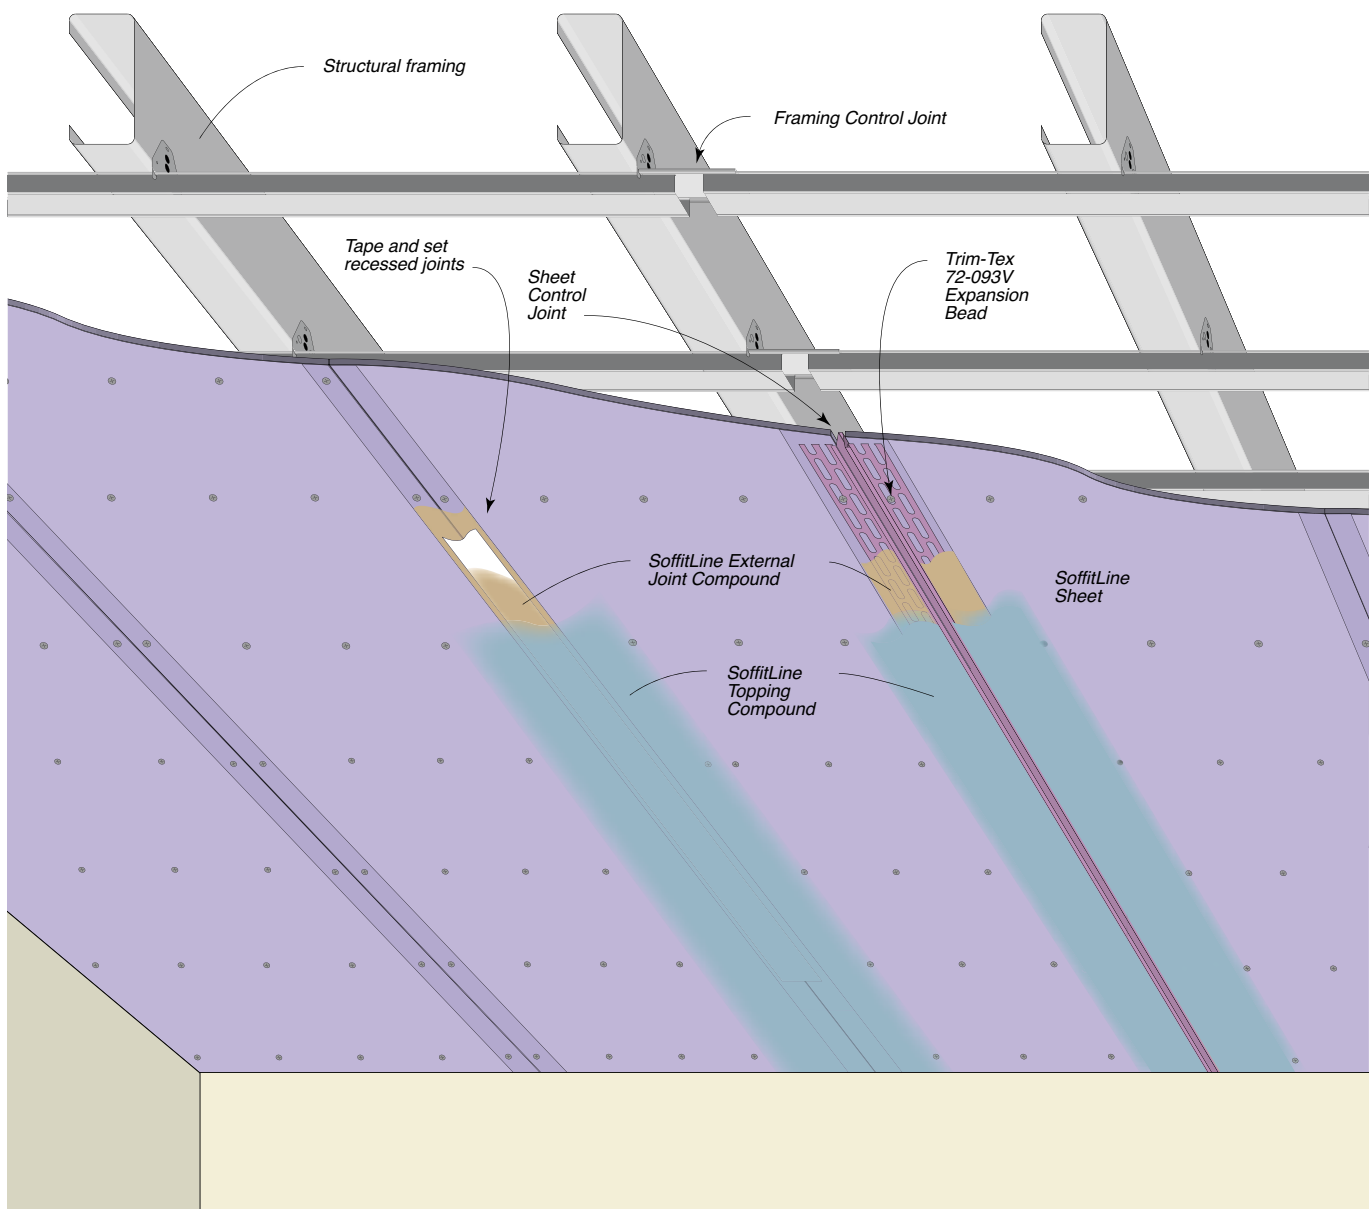 Structural framing
Framing Control Joint
Tape and set
recessed joints
Sheet
Control
Joint
Trim-Tex
72-093V
Expansion
Bead
SoffitLine External
Joint Compound
SoffitLine
Sheet
SoffitLine
Topping
Compound